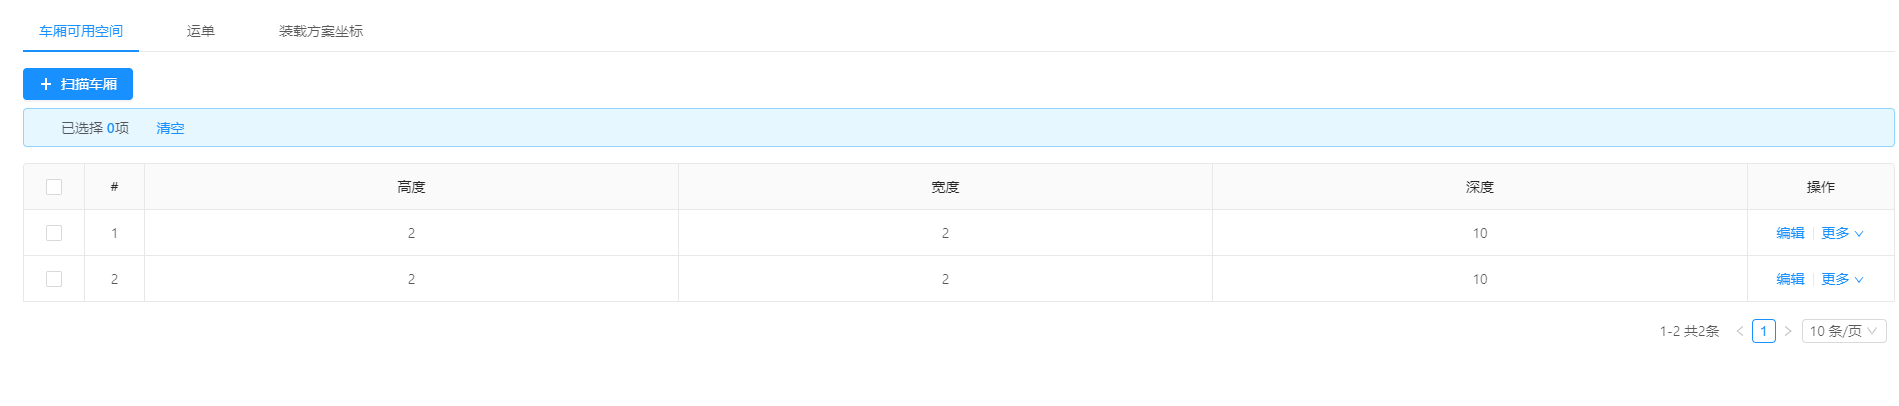 车厢可用空间 运单 装载方案坐标
扫描车厢
已选择 0项 清空
# 高度 宽度 深度 操作
1 2 2 10 编辑 更多
2 2 2 10 编辑 更多
1-2 共2条 1 10 条/页